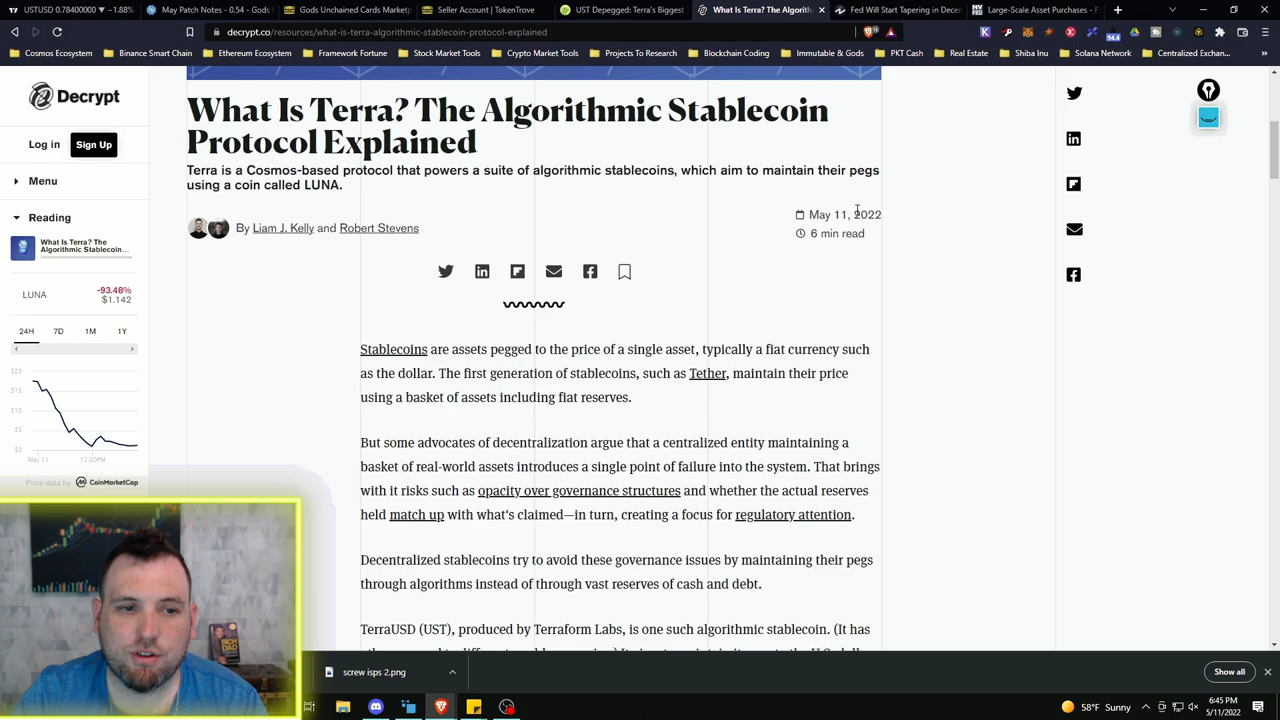 USTUSD 0.78400000 ▼ −1.88%
May Patch Notes - 0.54 - Gods
Gods Unchained Cards Market
Seller Account | TokenTrove
UST Depegged: Terra's Biggest
What Is Terra? The Algorith
Fed Will Start Tapering in Decem
Large-Scale Asset Purchases -
decrypt.co/resources/what-is-terra-algorithmic-stablecoin-protocol-explained
Cosmos Ecosystem
Binance Smart Chain
Ethereum Ecosystem
Framework Fortune
Stock Market Tools
Crypto Market Tools
Projects To Research
Blockchain Coding
Immutable & Gods
PKT Cash
Real Estate
Shiba Inu
Solana Network
Centralized Exchan...
Decrypt
Log in
Sign Up
Menu
Reading
What Is Terra? The
Algorithmic Stablecoin...
LUNA
-93.48%
$1.142
24H 7D 1M 1Y
$20
$15
$10
$5
$0
May 11 12:00PM
Price data by CoinMarketCap
What Is Terra? The Algorithmic Stablecoin
Protocol Explained
Terra is a Cosmos-based protocol that powers a suite of algorithmic stablecoins, which aim to maintain their pegs
using a coin called LUNA.
By Liam J. Kelly and Robert Stevens
May 11, 2022
6 min read
Stablecoins are assets pegged to the price of a single asset, typically a fiat currency such
as the dollar. The first generation of stablecoins, such as Tether, maintain their price
using a basket of assets including fiat reserves.
But some advocates of decentralization argue that a centralized entity maintaining a
basket of real-world assets introduces a single point of failure into the system. That brings
with it risks such as opacity over governance structures and whether the actual reserves
held match up with what's claimed—in turn, creating a focus for regulatory attention.
Decentralized stablecoins try to avoid these governance issues by maintaining their pegs
through algorithms instead of through vast reserves of cash and debt.
TerraUSD (UST), produced by Terraform Labs, is one such algorithmic stablecoin. (It has
RICH
DAD
screw isps 2.png
Show all
58°F Sunny
6:45 PM
5/11/2022